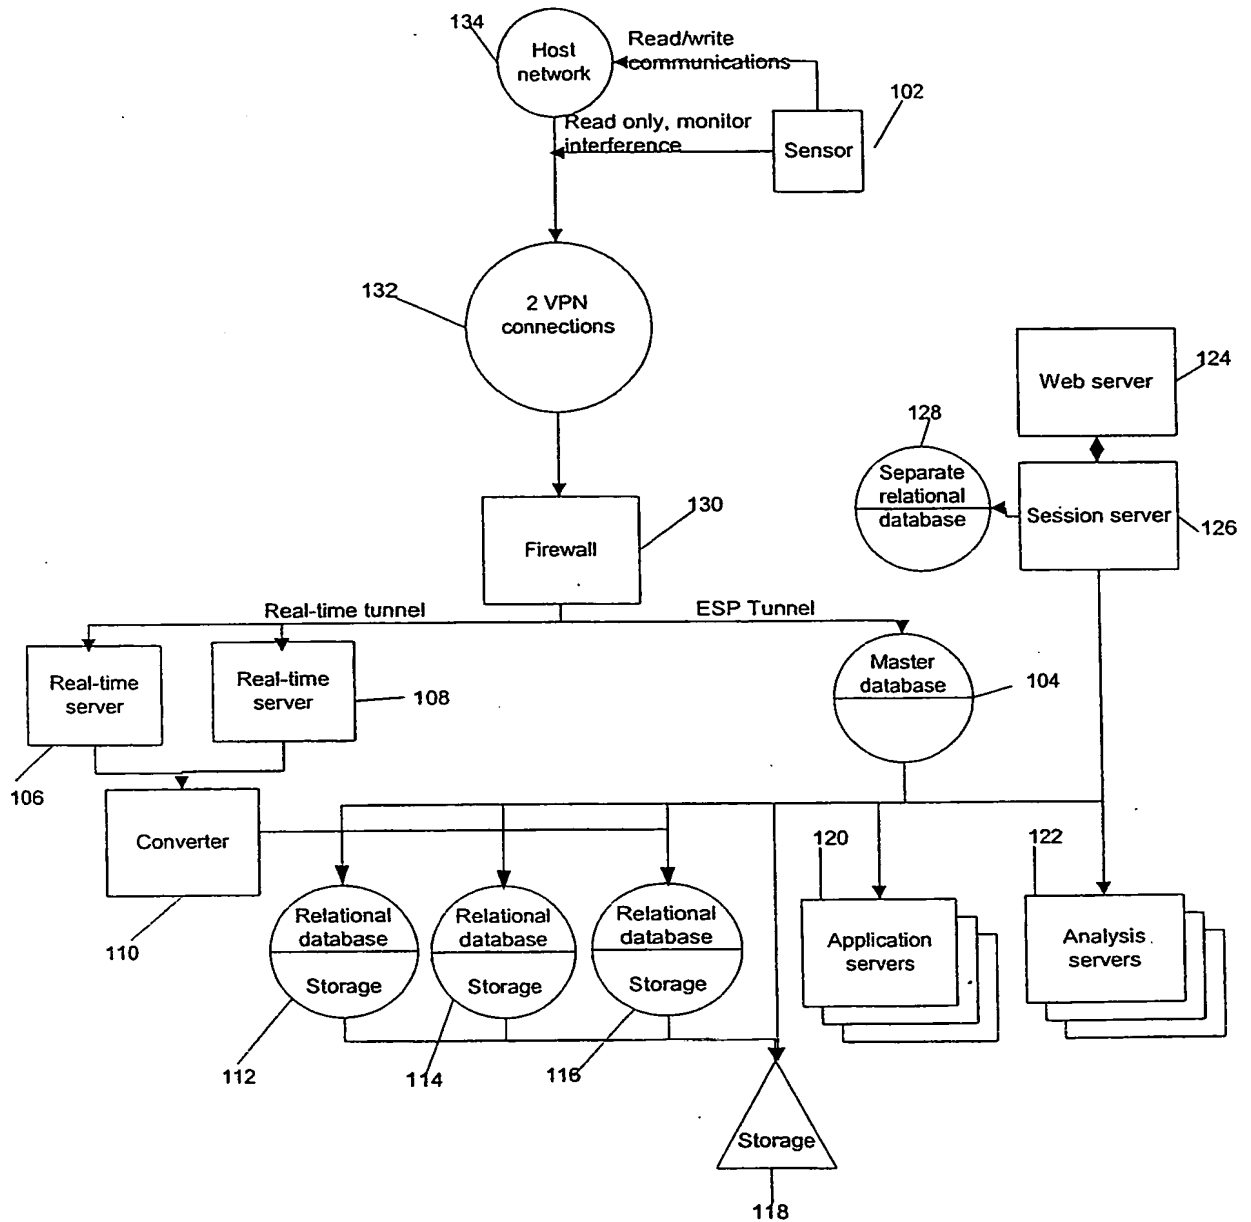 134
Host
network
Read/write
communications
102
Read only, monitor
interference
Sensor
132
2 VPN
connections
124
Web server
128
Separate
relational
database
Session server
126
130
Firewall
Real-time tunnel
ESP Tunnel
Real-time
server
Real-time
server
108
Master
database
104
106
Converter
110
120
122
Relational
database
Storage
Relational
database
Storage
Relational
database
Storage
Application
servers
Analysis
servers
112
114
116
Storage
118